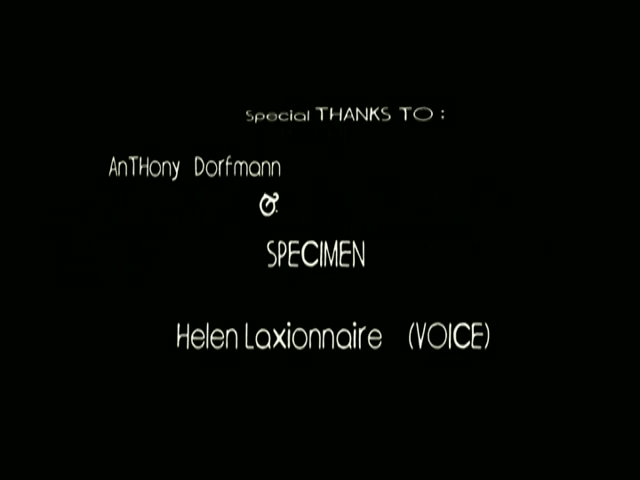 Special THANKS TO :
AnTHony Dorfmann
&
SPECIMEN
Helen Laxionnaire (VOICE)